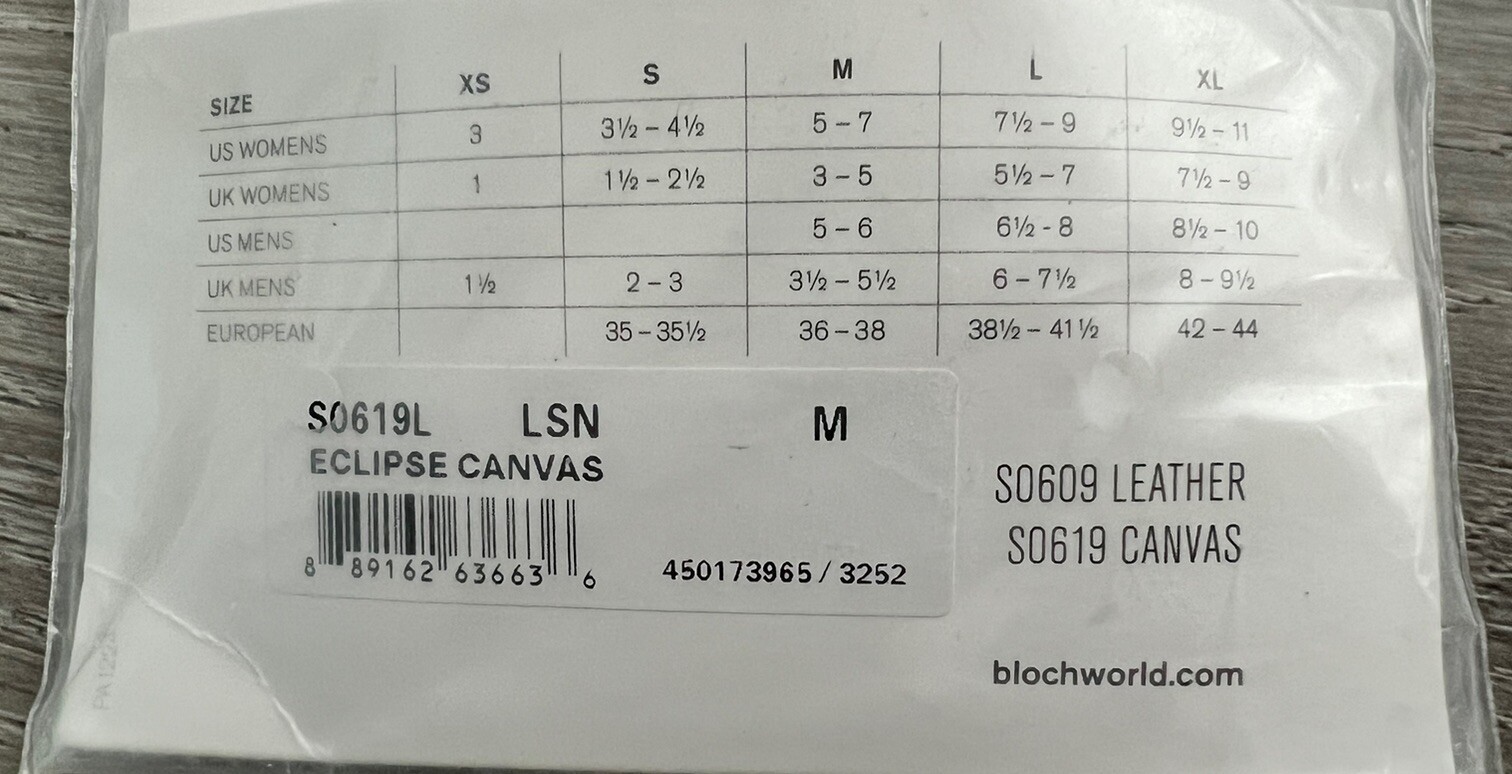 SIZE XS S M L XL
US WOMENS 3 3½ – 4½ 5 – 7 7½ – 9 9½ – 11
UK WOMENS 1 1½ – 2½ 3 – 5 5½ – 7 7½ – 9
US MENS 5 – 6 6½ - 8 8½ – 10
UK MENS 1½ 2 – 3 3½ – 5½ 6 – 7½ 8 – 9½
EUROPEAN 35 – 35½ 36 – 38 38½ – 41½ 42 – 44
S0619L LSN M
ECLIPSE CANVAS
8 89162 63663 6
450173965 / 3252
S0609 LEATHER
S0619 CANVAS
blochworld.com